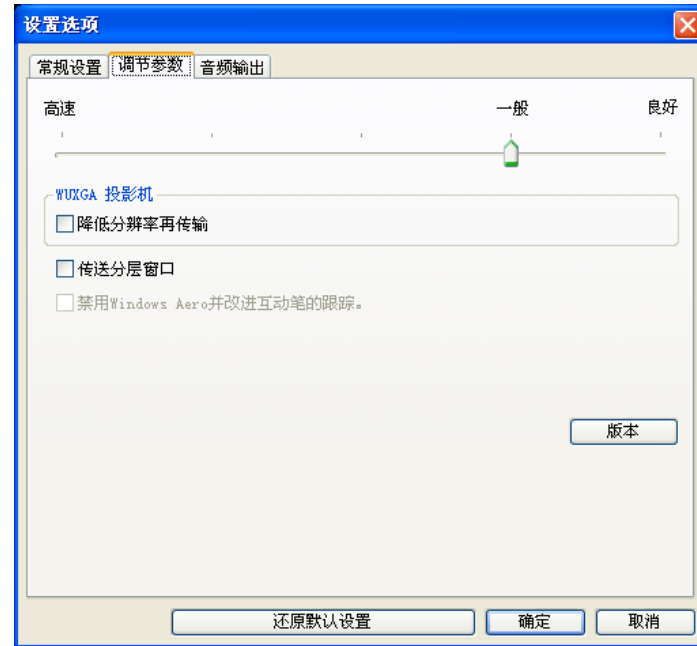 设置选项
常规设置 调节参数 音频输出
高速 一般 良好
WUXGA 投影机
降低分辨率再传输
传送分层窗口
禁用Windows Aero并改进互动笔的跟踪。
版本
还原默认设置 确定 取消